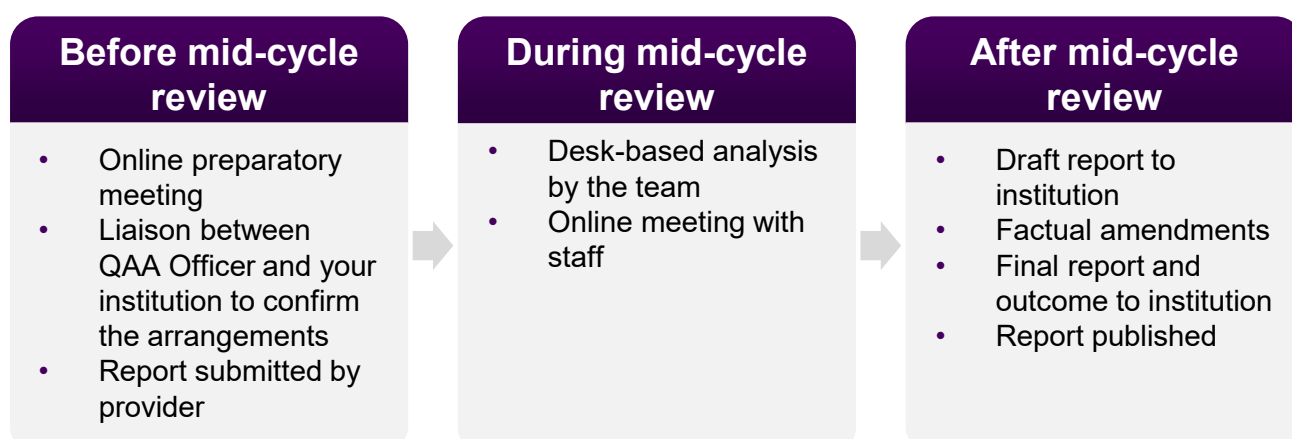 Before mid-cycle
review
• Online preparatory
meeting
• Liaison between
QAA Officer and your
institution to confirm
the arrangements
• Report submitted by
provider
During mid-cycle
review
• Desk-based analysis
by the team
• Online meeting with
staff
After mid-cycle
review
• Draft report to
institution
• Factual amendments
• Final report and
outcome to institution
• Report published